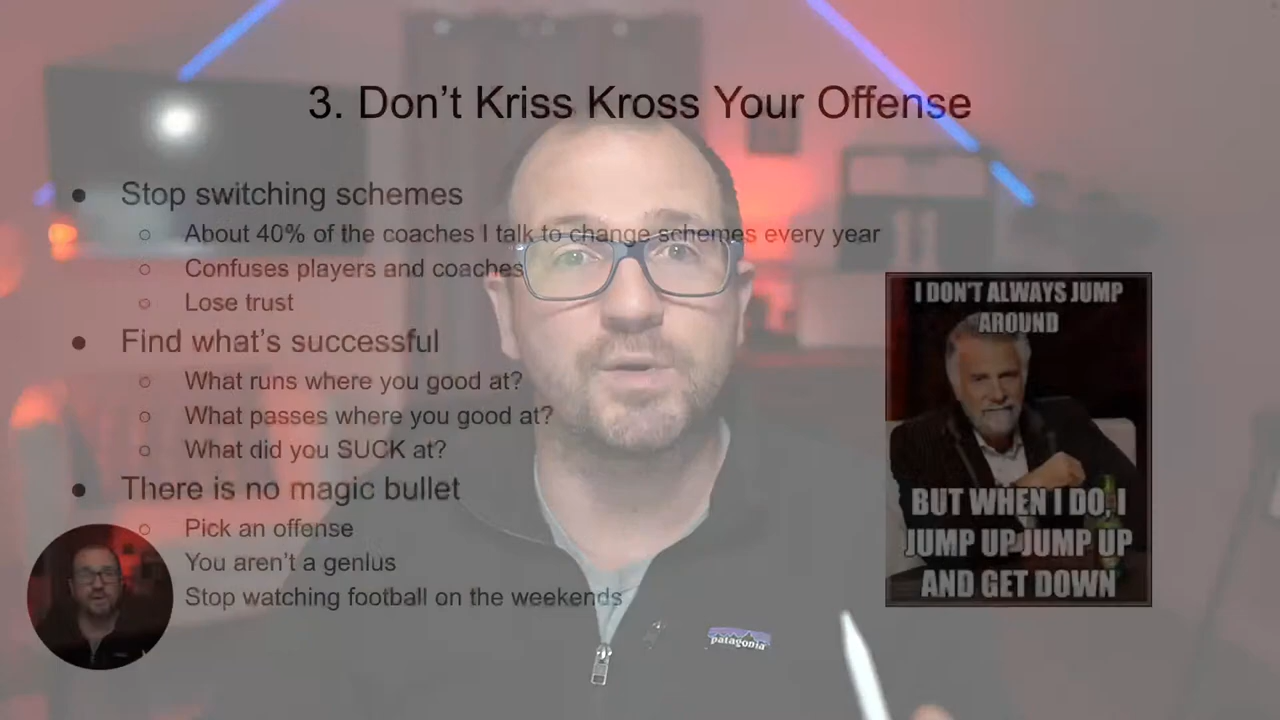 3. Don't Kriss Kross Your Offense
Stop switching schemes
About 40% of the coaches I talk to change schemes every year
Confuses players and coaches
Lose trust
Find what's successful
What runs where you good at?
What passes where you good at?
What did you SUCK at?
There is no magic bullet
Pick an offense
You aren't a genius
Stop watching football on the weekends
I DON'T ALWAYS JUMP
AROUND
BUT WHEN I DO, I
JUMP UP JUMP UP
AND GET DOWN
patagonia